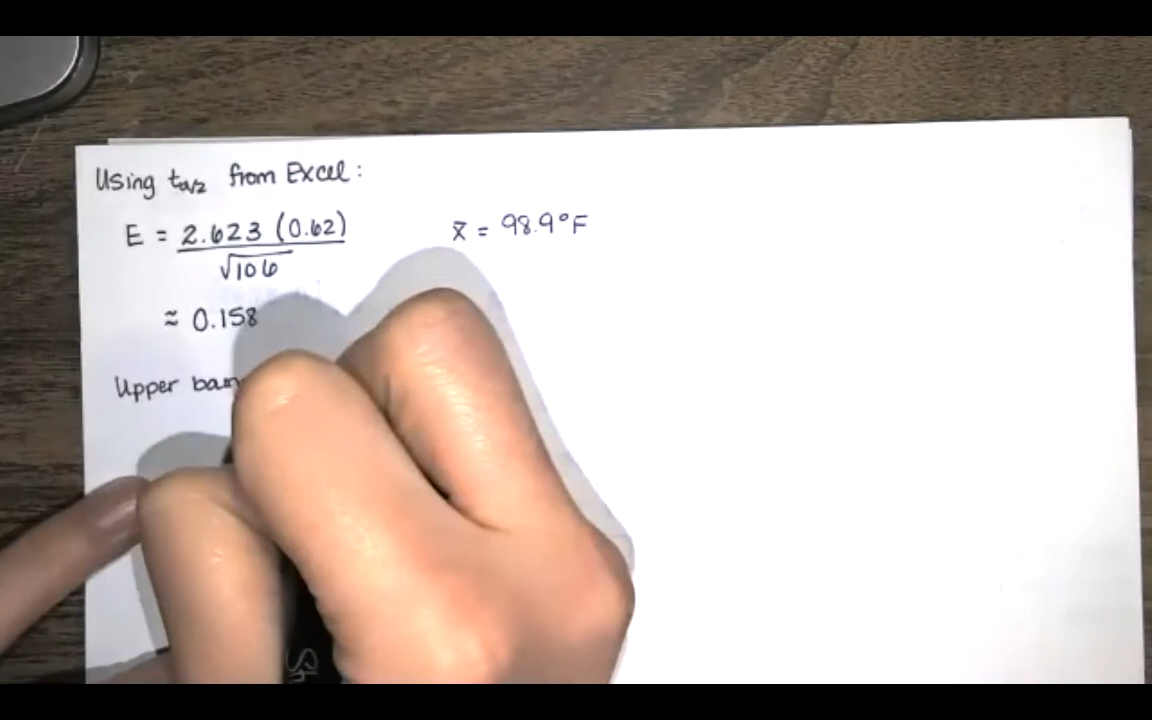 Using tα/2 from Excel:
E = 2.623 (0.62) / √106
x̄ = 98.9°F
≈ 0.158
Upper